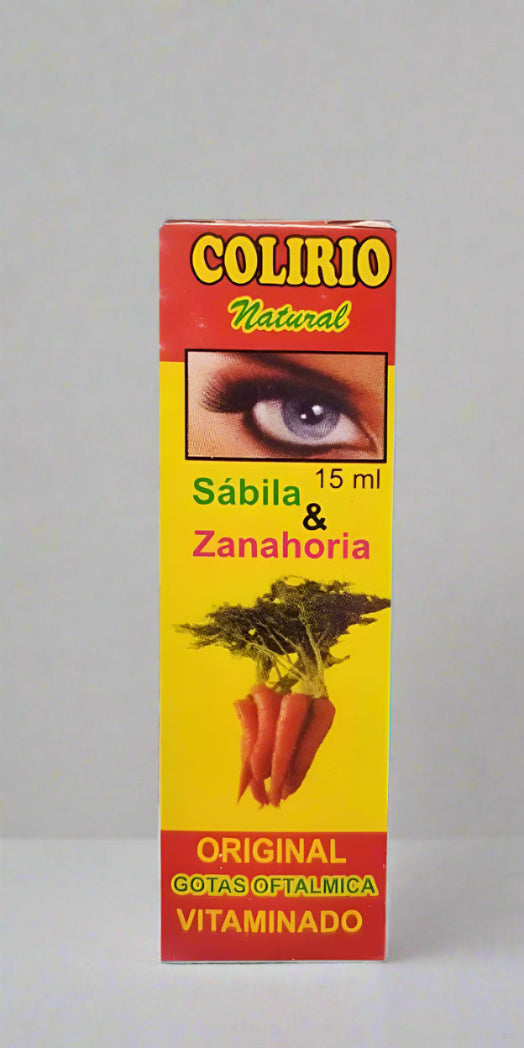 COLIRIO
Natural
15 ml
Sábila
&
Zanahoria
ORIGINAL
GOTAS OFTALMICA
VITAMINADO